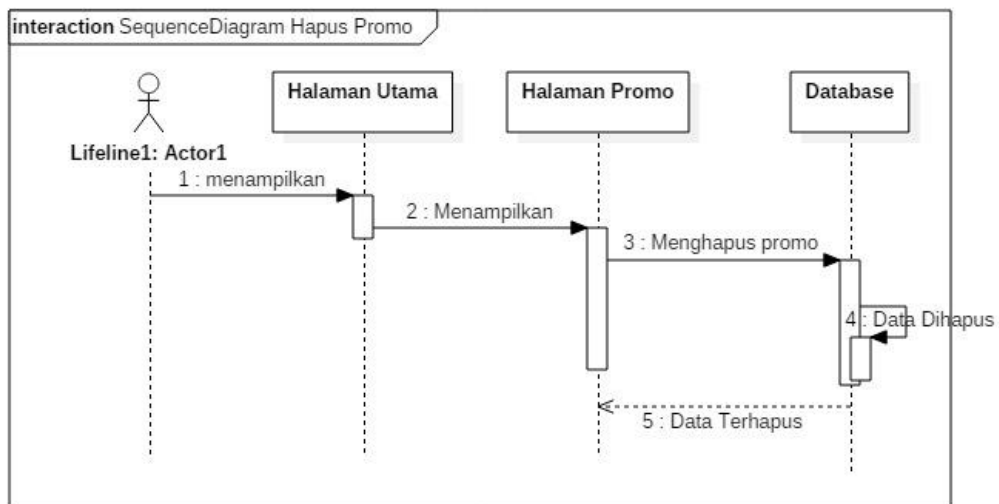 interaction SequenceDiagram Hapus Promo
Halaman Utama
Halaman Promo
Database
Lifeline1: Actor1
1 : menampilkan
2 : Menampilkan
3 : Menghapus promo
4 : Data Dihapus
5 : Data Terhapus